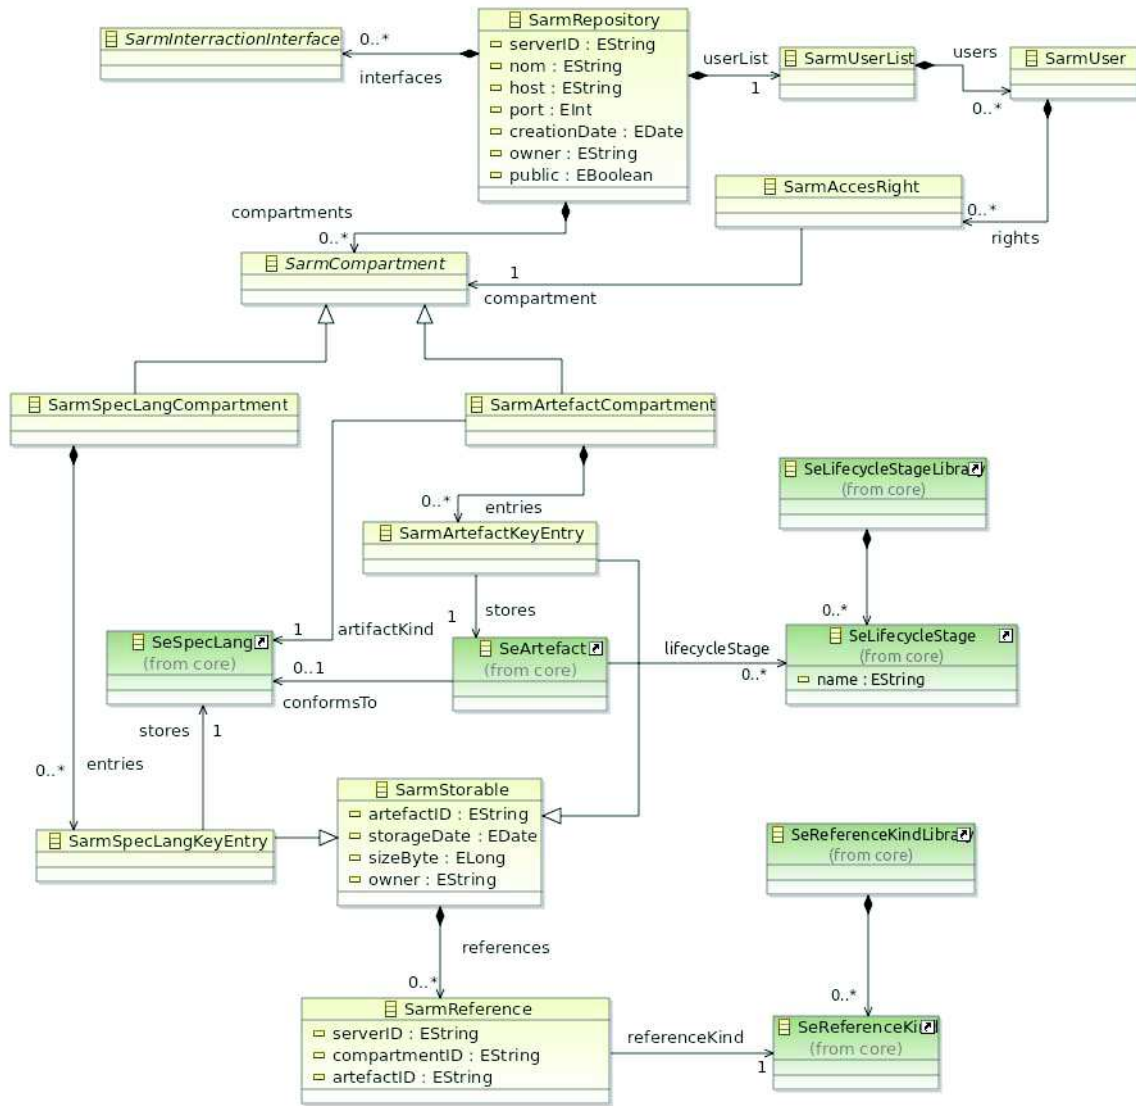 SarmRepository
serverID : EString
nom : EString
host : EString
port : EInt
creationDate : EDate
owner : EString
public : EBoolean
SarmInterractionInterface
0..*
interfaces
userList
1
SarmUserList
users
0..*
SarmUser
SarmAccesRight
0..*
rights
compartments
0..*
SarmCompartment
1
compartment
SarmSpecLangCompartment
SarmArtefactCompartment
0..*
entries
SarmArtefactKeyEntry
SeLifecycleStageLibrary
(from core)
0..*
1
stores
SeSpecLang
(from core)
1
artifactKind
0..1
conformsTo
SeArtefact
(from core)
lifecycleStage
0..*
SeLifecycleStage
(from core)
name : EString
stores
1
0..*
entries
SarmSpecLangKeyEntry
SarmStorable
artefactID : EString
storageDate : EDate
sizeByte : ELong
owner : EString
SeReferenceKindLibrary
(from core)
references
0..*
0..*
SarmReference
serverID : EString
compartmentID : EString
artefactID : EString
referenceKind
1
SeReferenceKind
(from core)